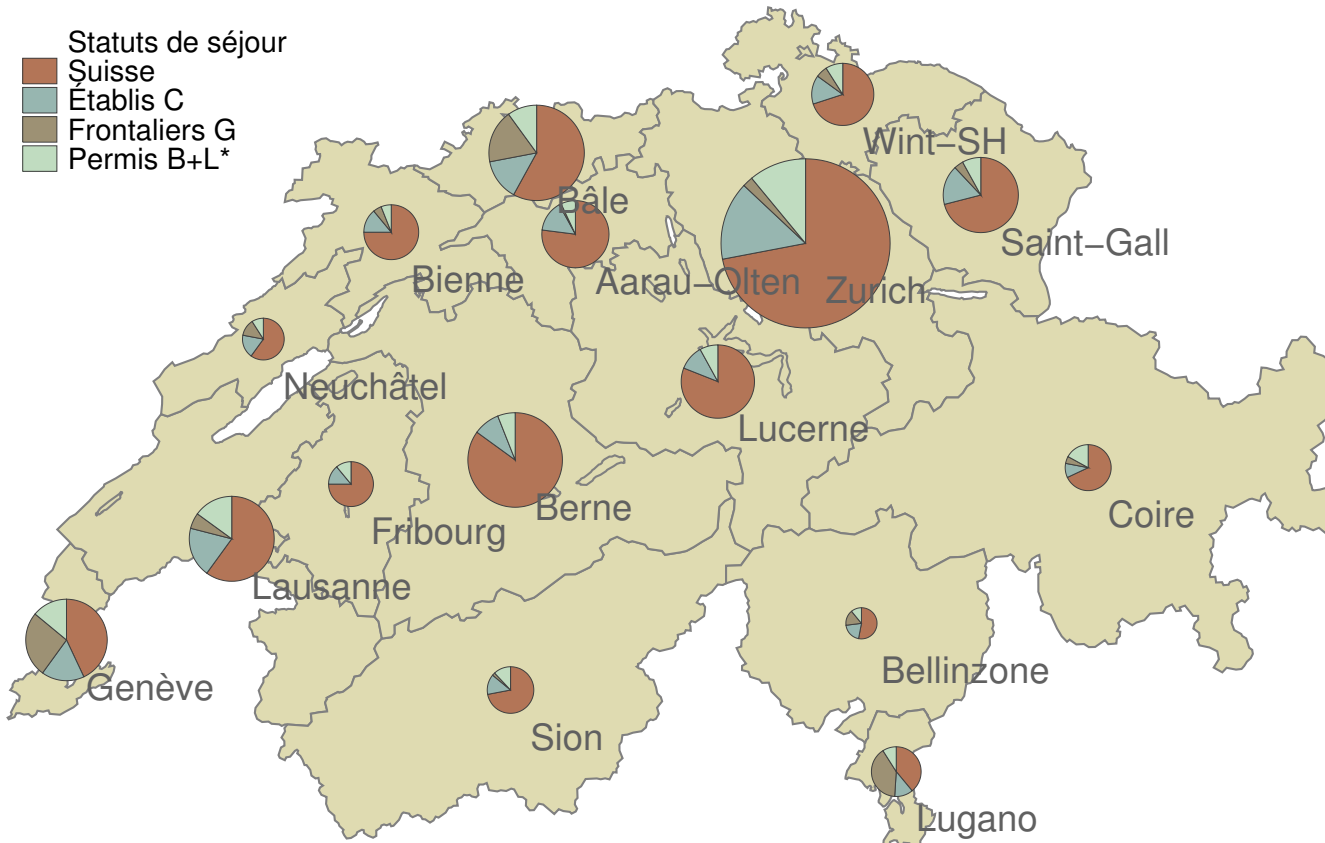 Statuts de séjour
Suisse
Établis C
Frontaliers G
Permis B+L*
Wint−SH
Bâle
Saint−Gall
Bienne
Aarau−Olten
Zurich
Neuchâtel
Lucerne
Berne
Coire
Fribourg
Lausanne
Bellinzone
Genève
Sion
Lugano